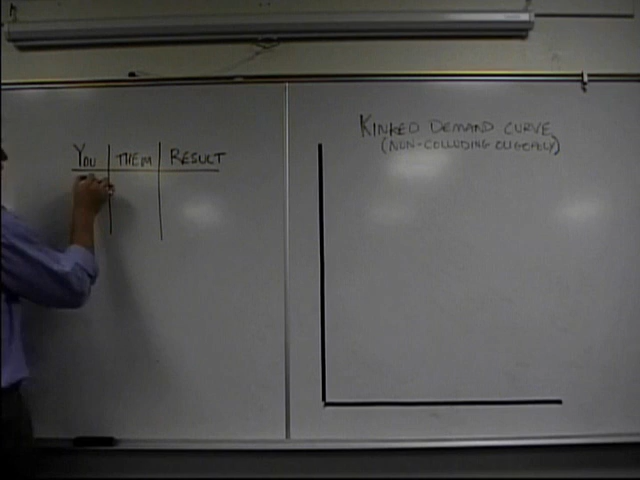 YOU THEM RESULT
KINKED DEMAND CURVE
(NON-COLLUDING OLIGOPOLY)